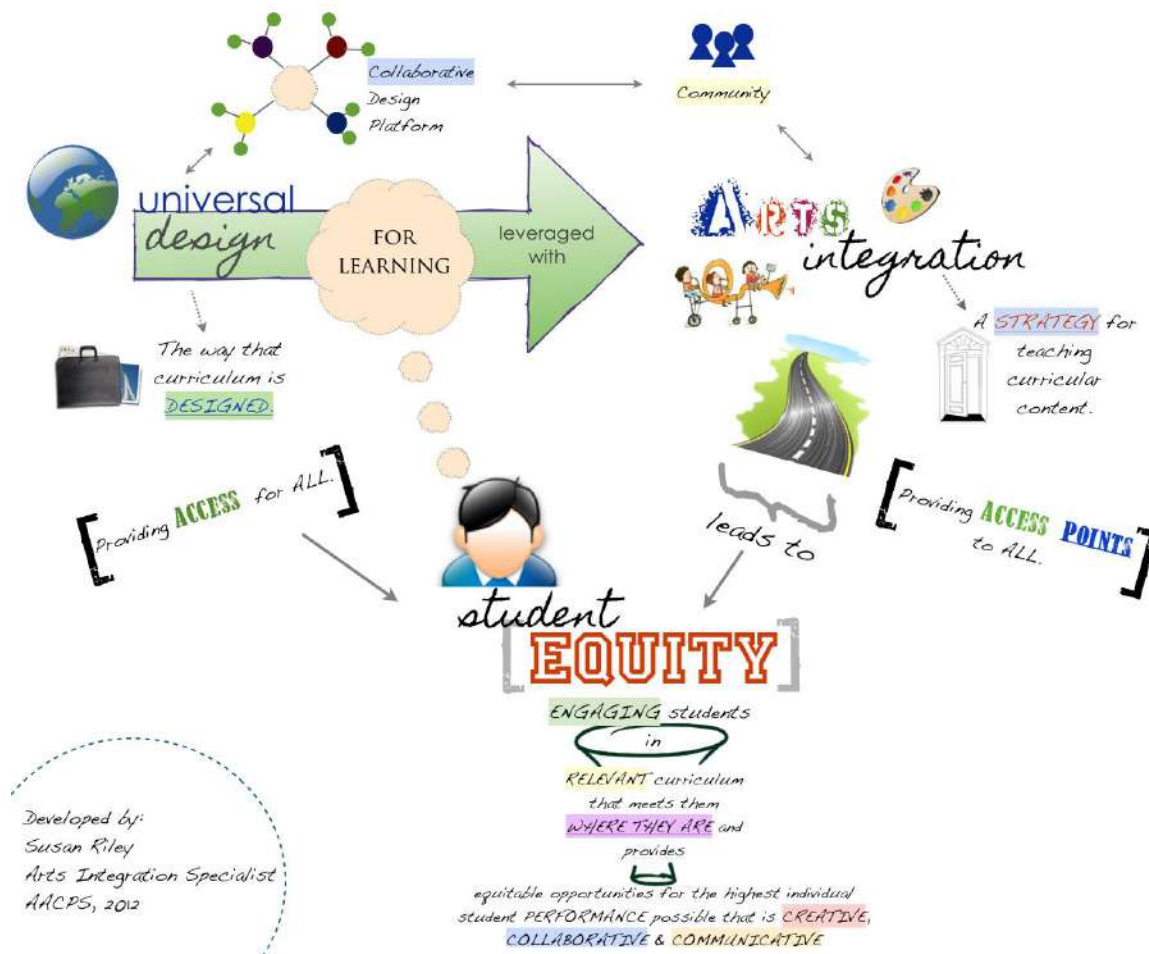 Collaborative
Design
Platform
Community
universal
design
FOR
LEARNING
leveraged
with
ARTS
integration
The way that
curriculum is
DESIGNED.
A STRATEGY for
teaching
curricular
content.
Providing ACCESS for ALL.
leads to
Providing ACCESS POINTS
to ALL.
student
EQUITY
ENGAGING students
in
RELEVANT curriculum
that meets them
WHERE THEY ARE and
provides
equitable opportunities for the highest individual
student PERFORMANCE possible that is CREATIVE,
COLLABORATIVE & COMMUNICATIVE
Developed by:
Susan Riley
Arts Integration Specialist
AACPS, 2012